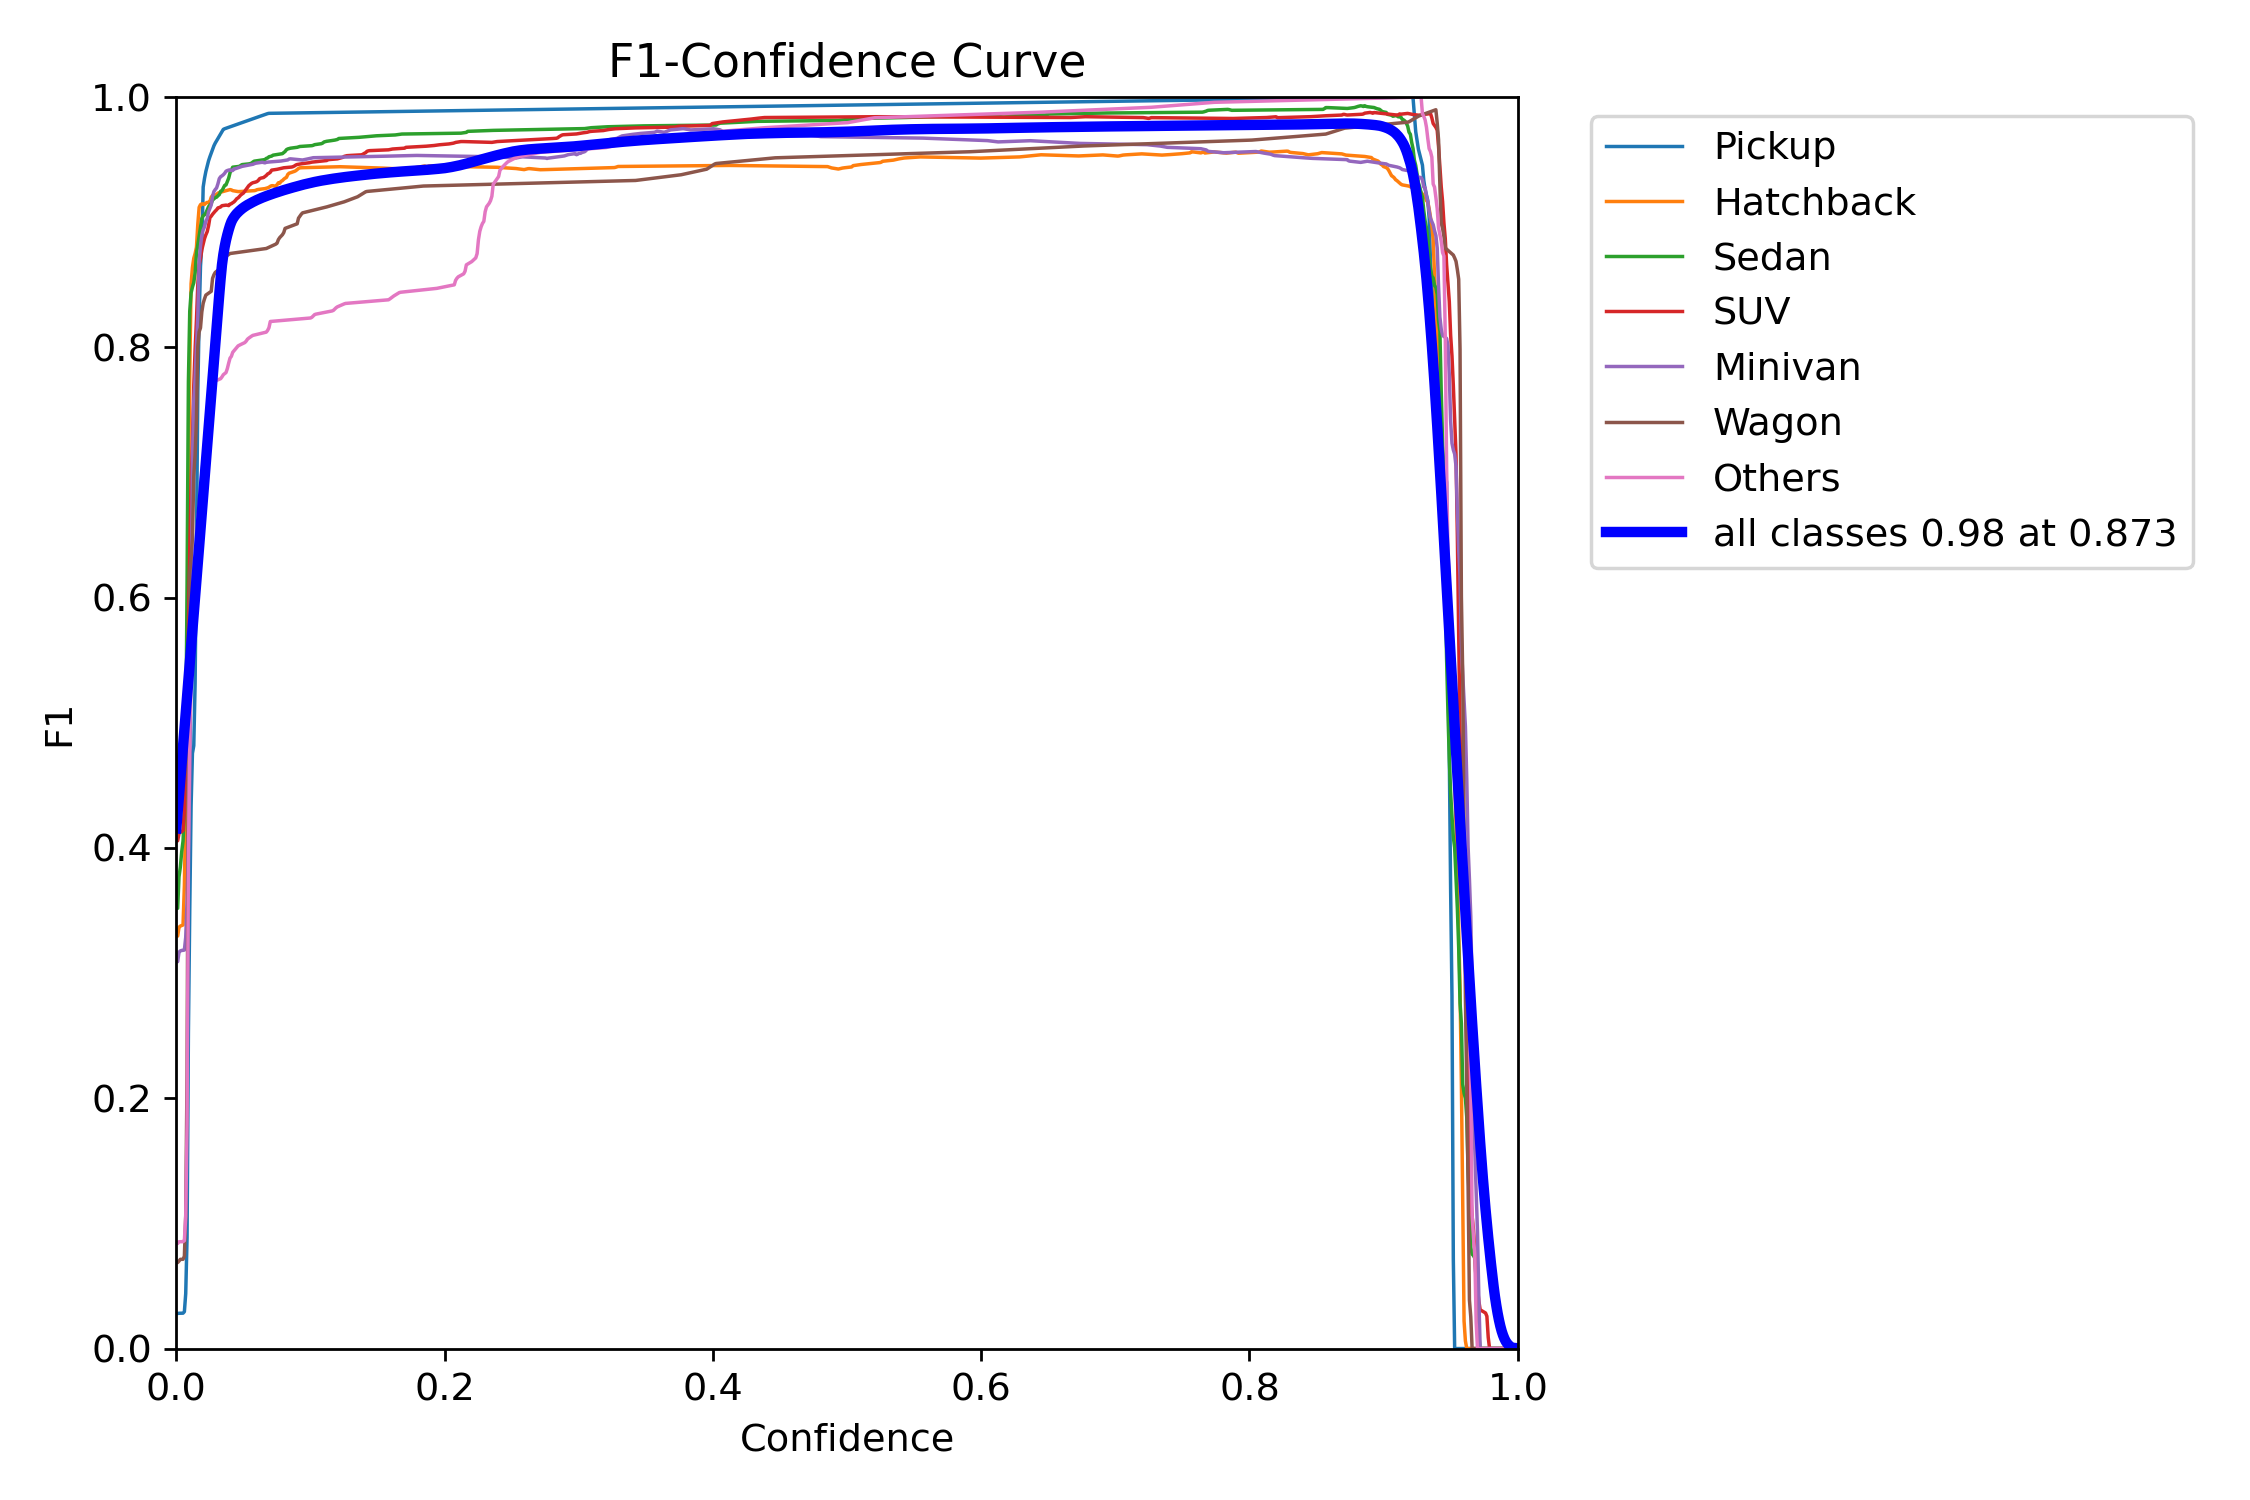 F1-Confidence Curve
1.0
0.8
0.6
0.4
0.2
0.0
F1
0.0 0.2 0.4 0.6 0.8 1.0
Confidence
Pickup
Hatchback
Sedan
SUV
Minivan
Wagon
Others
all classes 0.98 at 0.873